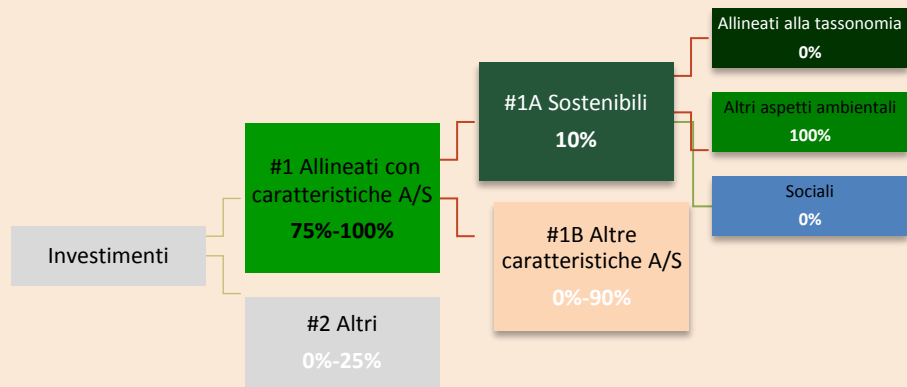 Investimenti
#1 Allineati con
caratteristiche A/S
75%-100%
#2 Altri
0%-25%
#1A Sostenibili
10%
#1B Altre
caratteristiche A/S
0%-90%
Allineati alla tassonomia
0%
Altri aspetti ambientali
100%
Sociali
0%